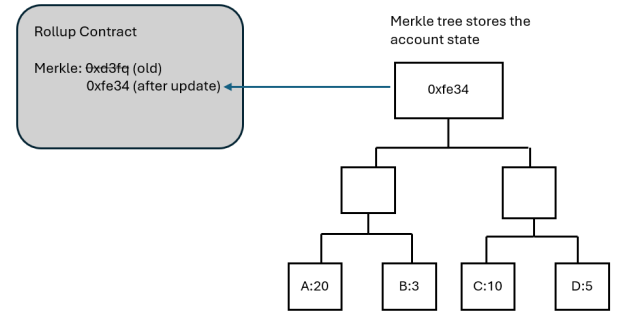 Rollup Contract
Merkle: 0xd3fq (old)
0xfe34 (after update)
Merkle tree stores the
account state
0xfe34
A:20
B:3
C:10
D:5